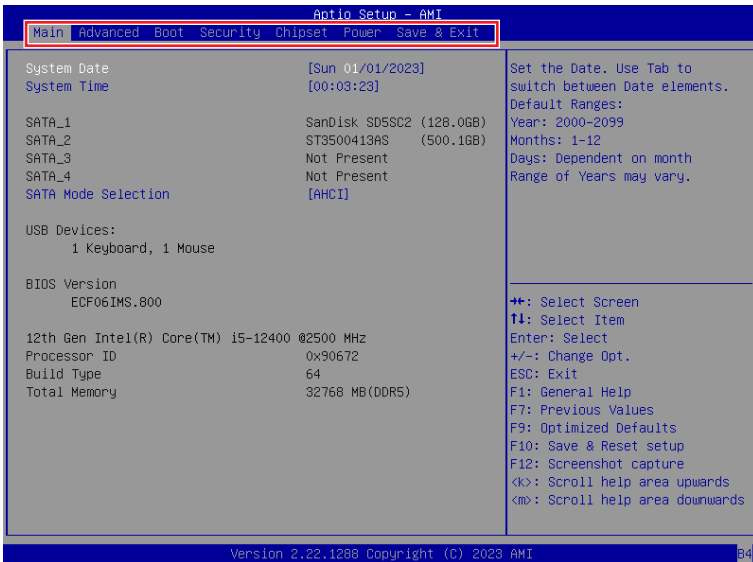 Aptio Setup - AMI
Main Advanced Boot Security Chipset Power Save & Exit
System Date [Sun 01/01/2023]
System Time [00:03:23]
SATA_1 SanDisk SD5SC2 (128.0GB)
SATA_2 ST3500413AS (500.1GB)
SATA_3 Not Present
SATA_4 Not Present
SATA Mode Selection [AHCI]
USB Devices:
1 Keyboard, 1 Mouse
BIOS Version
ECF06IMS.800
12th Gen Intel(R) Core(TM) i5-12400 @2500 MHz
Processor ID 0x90672
Build Type 64
Total Memory 32768 MB(DDR5)
Set the Date. Use Tab to
switch between Date elements.
Default Ranges:
Year: 2000-2099
Months: 1-12
Days: Dependent on month
Range of Years may vary.
→←: Select Screen
↑↓: Select Item
Enter: Select
+/-: Change Opt.
ESC: Exit
F1: General Help
F7: Previous Values
F9: Optimized Defaults
F10: Save & Reset setup
F12: Screenshot capture
<k>: Scroll help area upwards
<m>: Scroll help area downwards
Version 2.22.1288 Copyright (C) 2023 AMI
B4